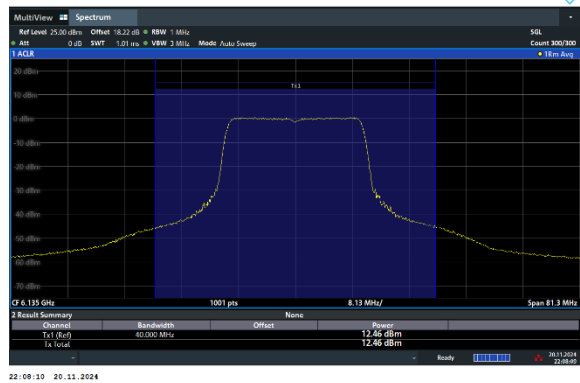 MultiView Spectrum
Ref Level 25.00 dBm Offset 18.22 dB RBW 1 MHz SGL
Att 0 dB SWT 1.01 ms VBW 3 MHz Mode Auto Sweep Count 300/300
1 ACLR 1Rm Avg
20 dBm
Tx1
10 dBm
0 dBm
-10 dBm
-20 dBm
-30 dBm
-40 dBm
-50 dBm
-60 dBm
-70 dBm
CF 6.135 GHz 1001 pts 8.13 MHz/ Span 81.3 MHz
2 Result Summary None
Channel Bandwidth Offset Power
Tx1 (Ref) 40.000 MHz 12.46 dBm
Tx Total 12.46 dBm
Ready 20.11.2024
22:08:09
22:08:10 20.11.2024